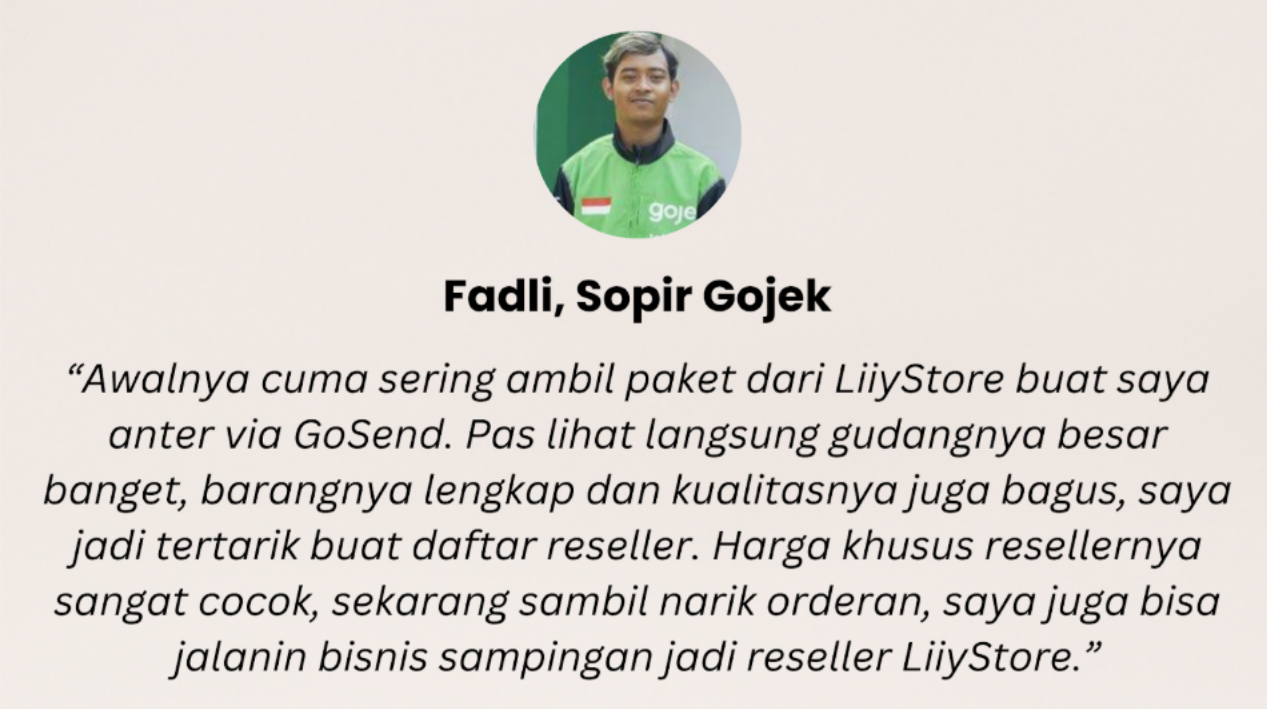 goje
Fadli, Sopir Gojek
“Awalnya cuma sering ambil paket dari LiiyStore buat saya
anter via GoSend. Pas lihat langsung gudangnya besar
banget, barangnya lengkap dan kualitasnya juga bagus, saya
jadi tertarik buat daftar reseller. Harga khusus resellernya
sangat cocok, sekarang sambil narik orderan, saya juga bisa
jalanin bisnis sampingan jadi reseller LiiyStore.”